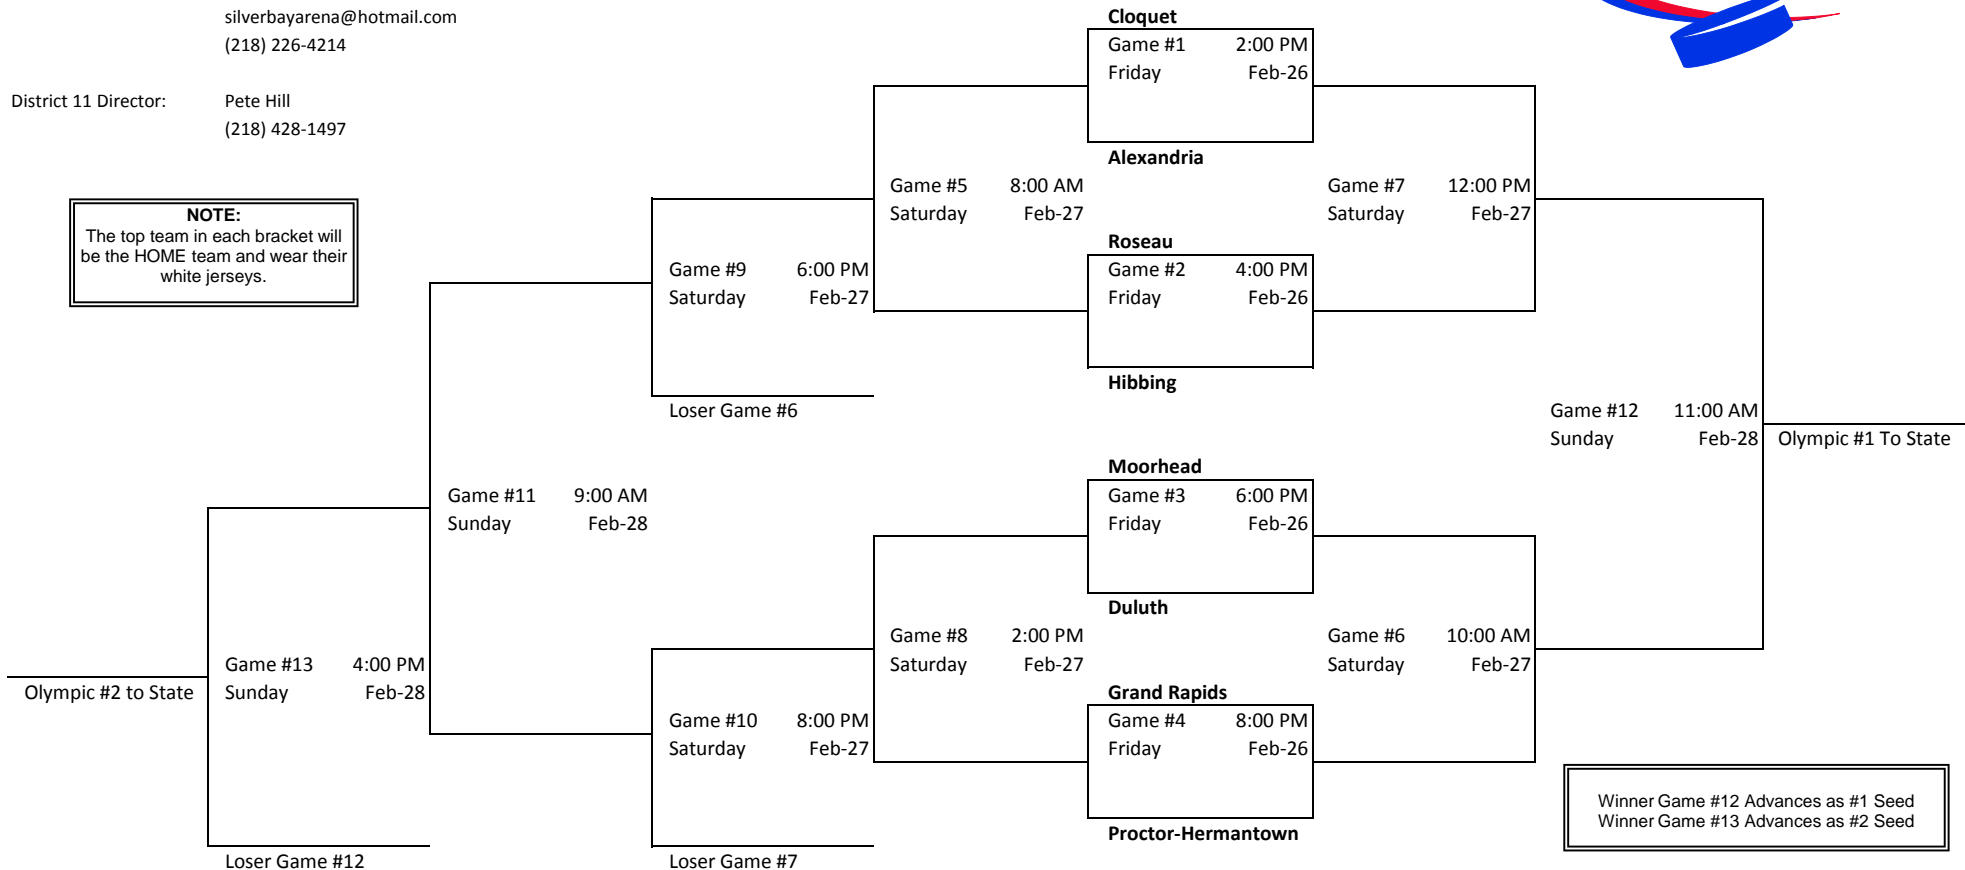 silverbayarena@hotmail.com
(218) 226-4214
District 11 Director: Pete Hill
(218) 428-1497
NOTE:
The top team in each bracket will
be the HOME team and wear their
white jerseys.
Cloquet
Game #1 2:00 PM
Friday Feb-26
Alexandria
Game #5 8:00 AM
Saturday Feb-27
Game #7 12:00 PM
Saturday Feb-27
Roseau
Game #2 4:00 PM
Friday Feb-26
Hibbing
Game #9 6:00 PM
Saturday Feb-27
Loser Game #6
Game #12 11:00 AM
Sunday Feb-28
Olympic #1 To State
Moorhead
Game #3 6:00 PM
Friday Feb-26
Duluth
Game #11 9:00 AM
Sunday Feb-28
Game #8 2:00 PM
Saturday Feb-27
Game #6 10:00 AM
Saturday Feb-27
Game #13 4:00 PM
Sunday Feb-28
Olympic #2 to State
Grand Rapids
Game #4 8:00 PM
Friday Feb-26
Proctor-Hermantown
Game #10 8:00 PM
Saturday Feb-27
Loser Game #12
Loser Game #7
Winner Game #12 Advances as #1 Seed
Winner Game #13 Advances as #2 Seed